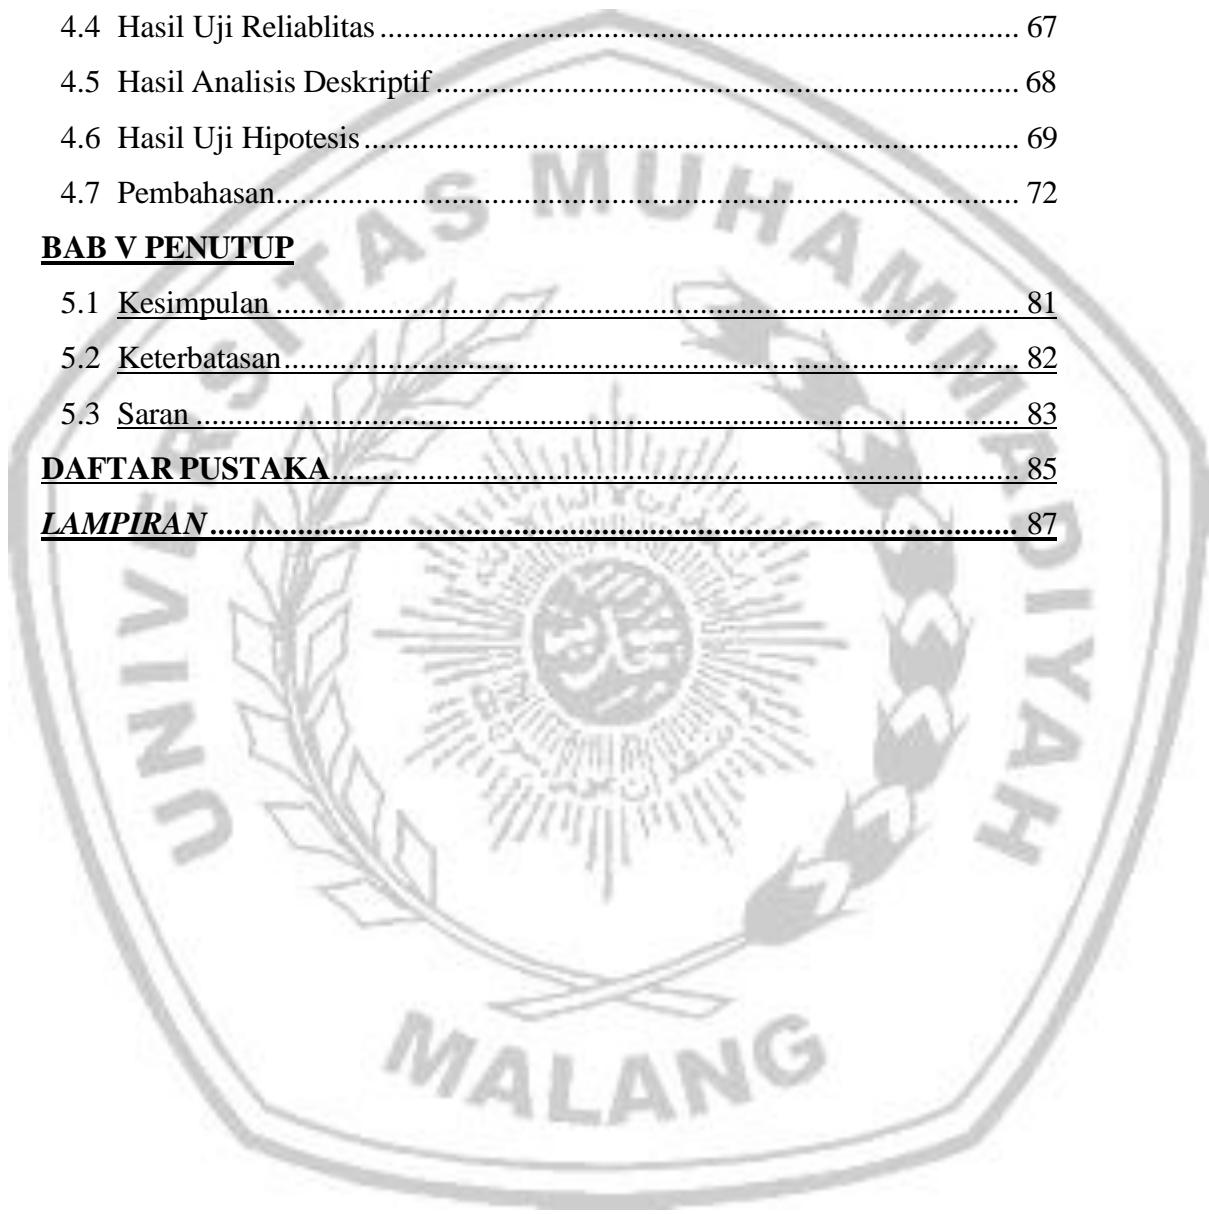 4.4 Hasil Uji Reliablitas ................................................................................ 67
4.5 Hasil Analisis Deskriptif ......................................................................... 68
4.6 Hasil Uji Hipotesis .................................................................................. 69
4.7 Pembahasan ............................................................................................. 72
BAB V PENUTUP
5.1 Kesimpulan ............................................................................................. 81
5.2 Keterbatasan ............................................................................................ 82
5.3 Saran ....................................................................................................... 83
DAFTAR PUSTAKA ...................................................................................... 85
LAMPIRAN ..................................................................................................... 87
UNIVERSITAS MUHAMMADIYAH
MALANG